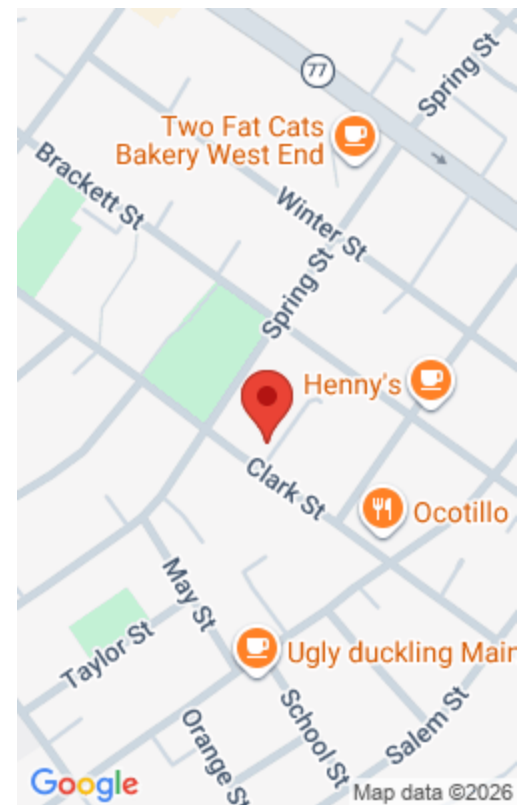 77
Spring St
Two Fat Cats
Bakery West End
Brackett St
Winter St
Spring St
Henny's
Clark St
Ocotillo
May St
Taylor St
Ugly duckling Main
School St
Orange St
Salem St
Google
Map data ©2026